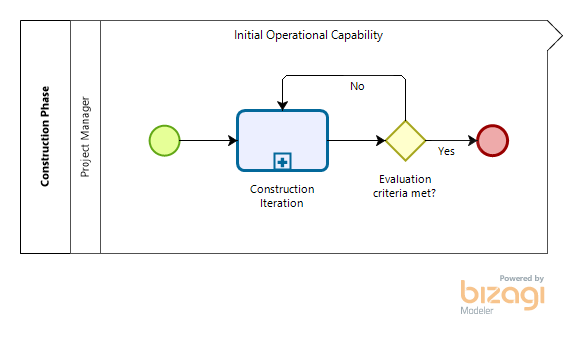 Initial Operational Capability
Construction Phase
Project Manager
No
Yes
Construction
Iteration
Evaluation
criteria met?
Powered by
bizagi
Modeler